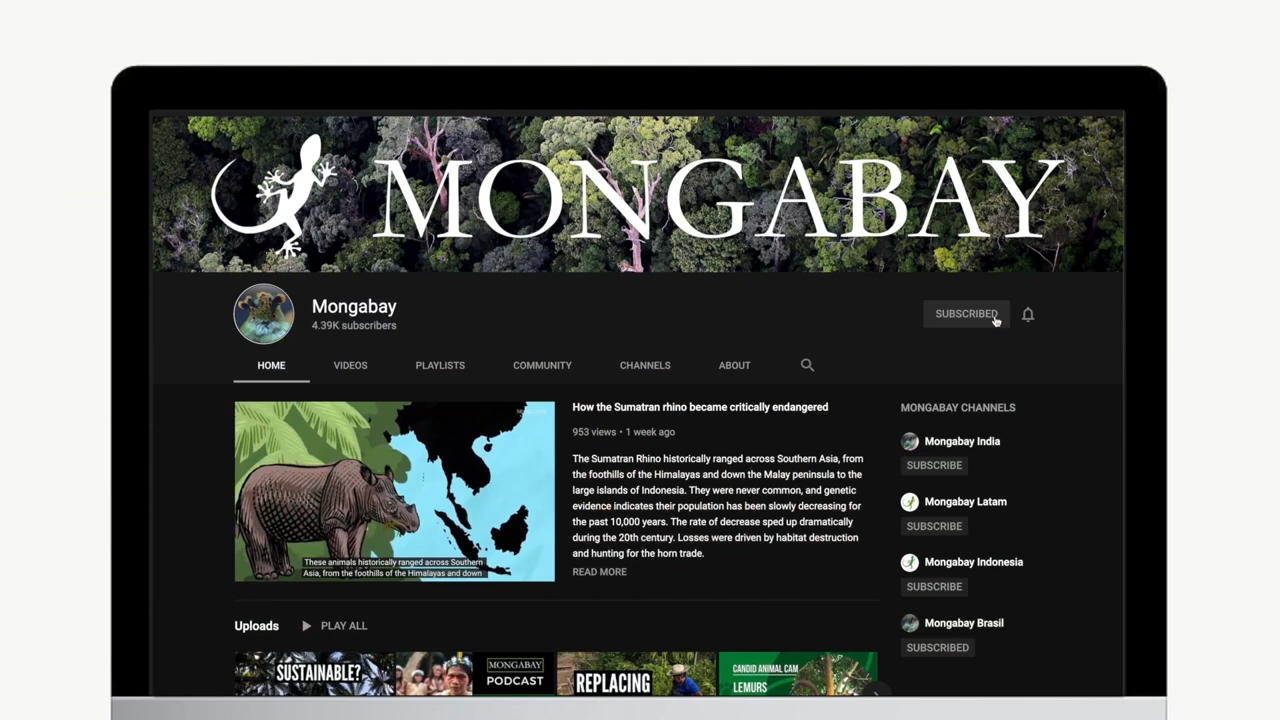 MONGABAY
Mongabay
4.39K subscribers
SUBSCRIBED
HOME
VIDEOS
PLAYLISTS
COMMUNITY
CHANNELS
ABOUT
These animals historically ranged across Southern
Asia, from the foothills of the Himalayas and down
How the Sumatran rhino became critically endangered
953 views • 1 week ago
The Sumatran Rhino historically ranged across Southern Asia, from
the foothills of the Himalayas and down the Malay peninsula to the
large islands of Indonesia. They were never common, and genetic
evidence indicates their population has been slowly decreasing for
the past 10,000 years. The rate of decrease sped up dramatically
during the 20th century. Losses were driven by habitat destruction
and hunting for the horn trade.
READ MORE
MONGABAY CHANNELS
Mongabay India
SUBSCRIBE
Mongabay Latam
SUBSCRIBE
Mongabay Indonesia
SUBSCRIBE
Mongabay Brasil
SUBSCRIBED
Uploads
PLAY ALL
SUSTAINABLE?
MONGABAY
PODCAST
REPLACING
CANDID ANIMAL CAM
LEMURS